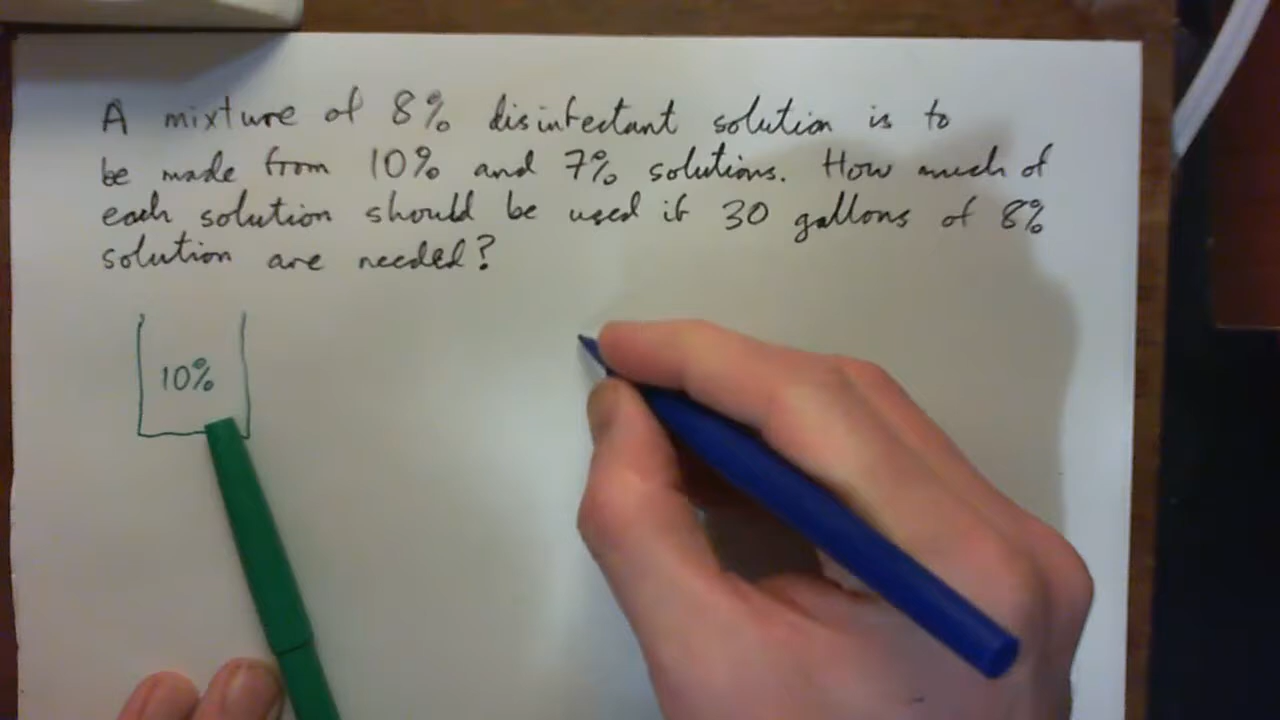 A mixture of 8% disinfectant solution is to
be made from 10% and 7% solutions. How much of
each solution should be used if 30 gallons of 8%
solution are needed?
10%